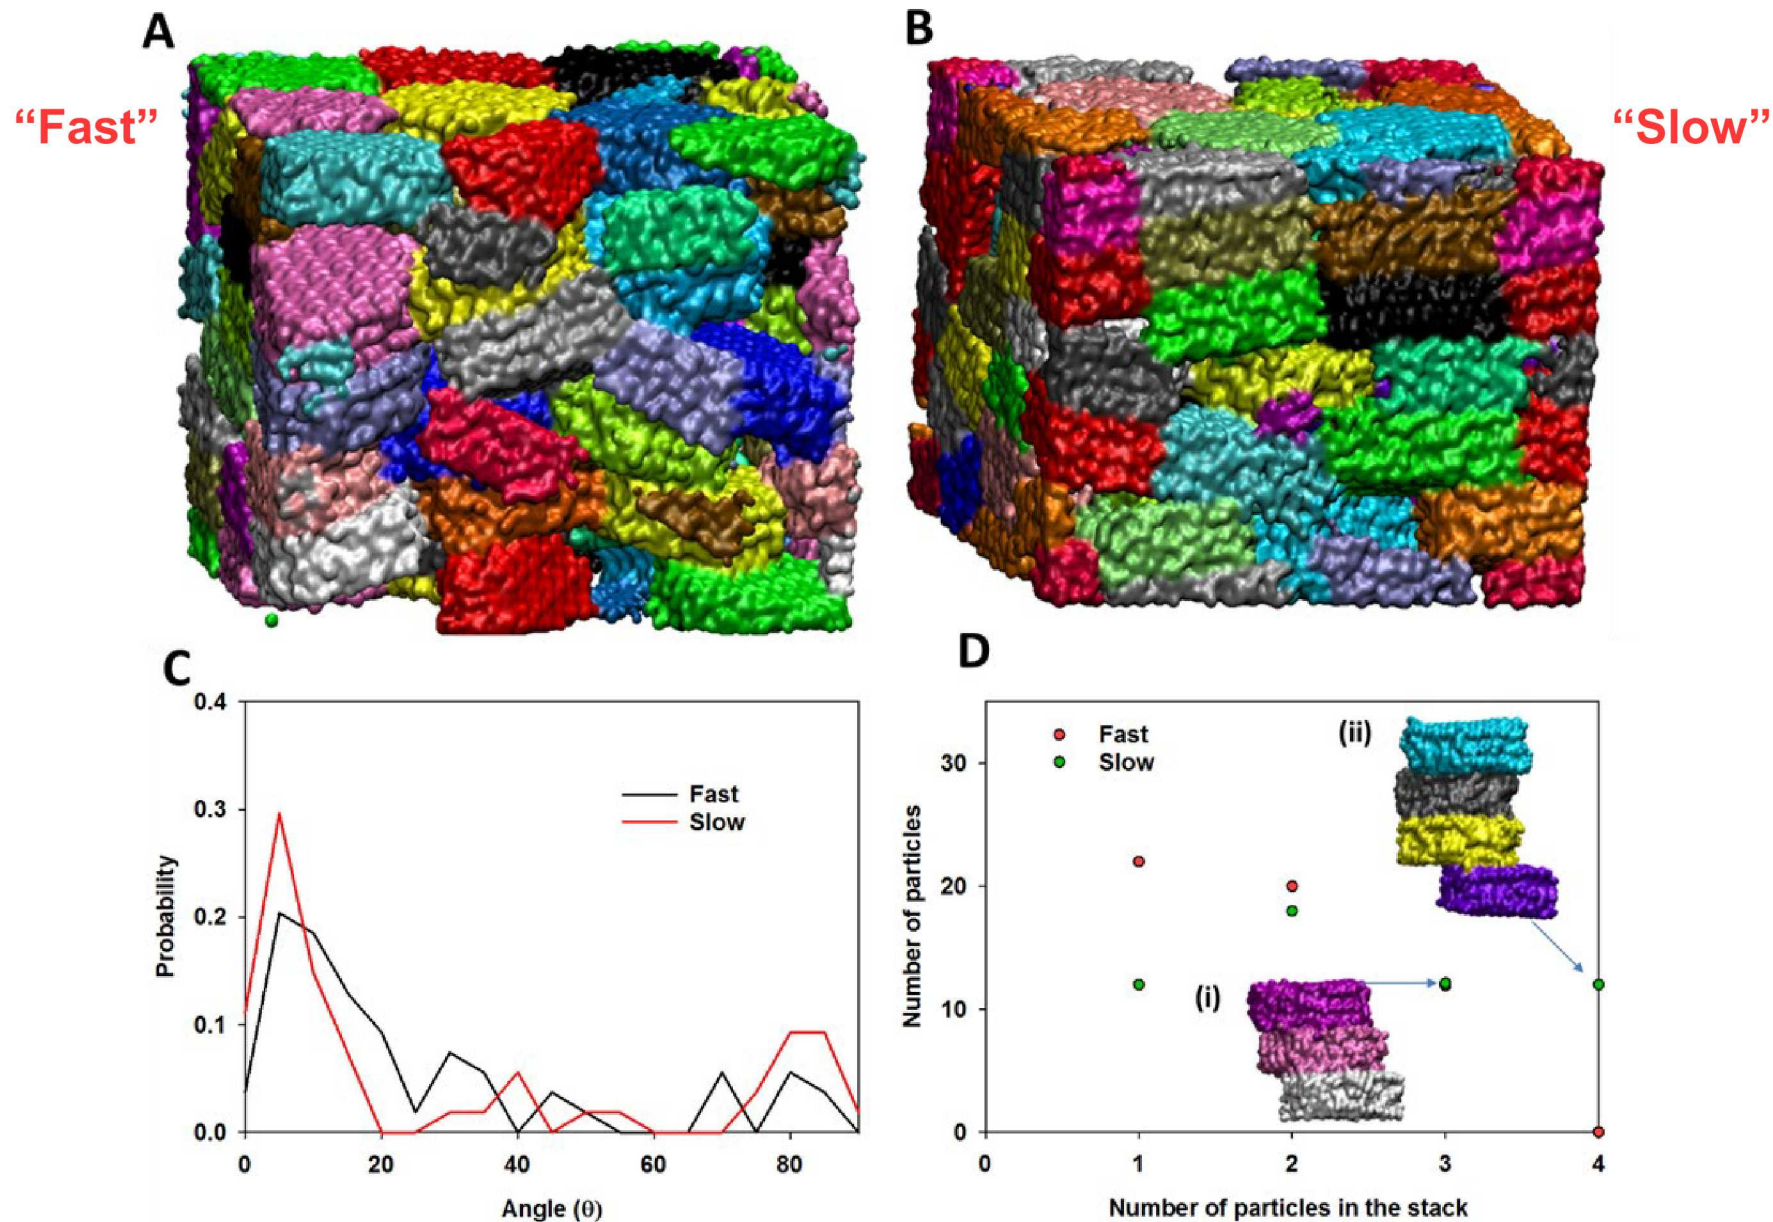 A
B
“Fast”
“Slow”
C
D
0.4
0.3
0.2
0.1
0.0
Probability
Fast
Slow
0 20 40 60 80
Angle (θ)
30
20
10
0
Number of particles
Fast
Slow
(ii)
(i)
0 1 2 3 4
Number of particles in the stack